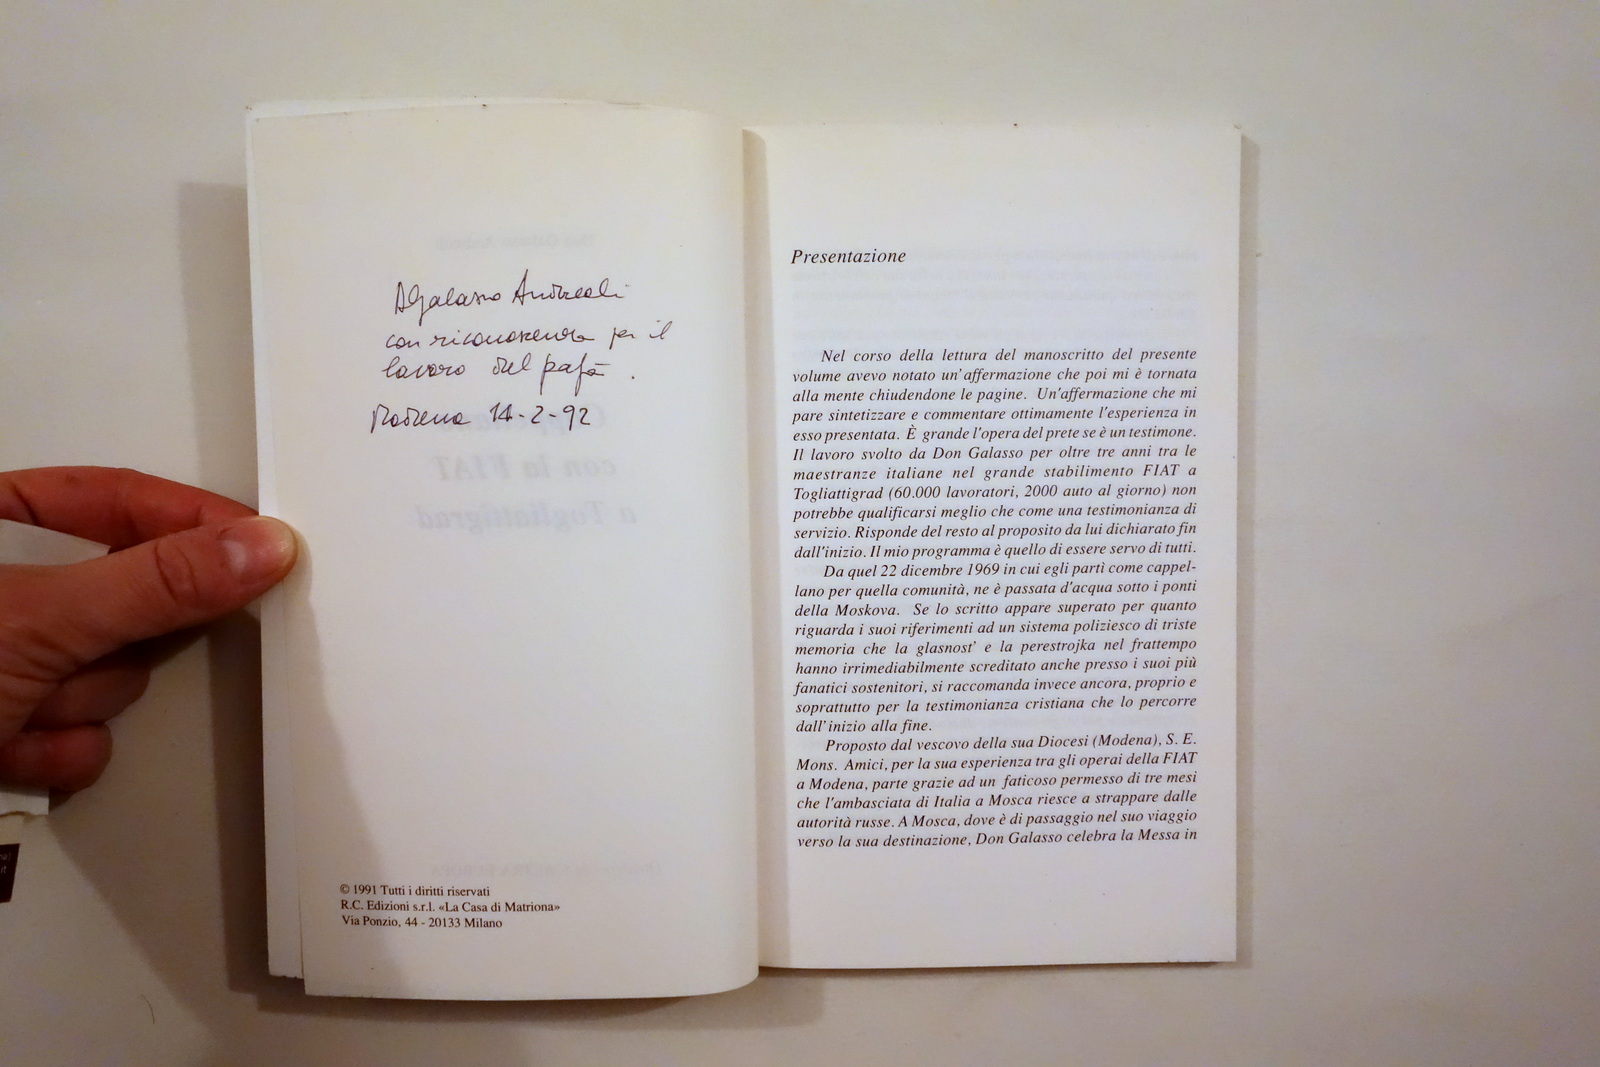 DGalasso Andreoli
con riconoscenza per il
lavoro del papà.
Modena 14-2-92
© 1991 Tutti i diritti riservati
R.C. Edizioni s.r.l. «La Casa di Matriona»
Via Ponzio, 44 - 20133 Milano
Presentazione
Nel corso della lettura del manoscritto del presente
volume avevo notato un'affermazione che poi mi è tornata
alla mente chiudendone le pagine. Un'affermazione che mi
pare sintetizzare e commentare ottimamente l'esperienza in
esso presentata. È grande l'opera del prete se è un testimone.
Il lavoro svolto da Don Galasso per oltre tre anni tra le
maestranze italiane nel grande stabilimento FIAT a
Togliattigrad (60.000 lavoratori, 2000 auto al giorno) non
potrebbe qualificarsi meglio che come una testimonianza di
servizio. Risponde del resto al proposito da lui dichiarato fin
dall'inizio. Il mio programma è quello di essere servo di tutti.
Da quel 22 dicembre 1969 in cui egli partì come cappel-
lano per quella comunità, ne è passata d'acqua sotto i ponti
della Moskova. Se lo scritto appare superato per quanto
riguarda i suoi riferimenti ad un sistema poliziesco di triste
memoria che la glasnost' e la perestrojka nel frattempo
hanno irrimediabilmente screditato anche presso i suoi più
fanatici sostenitori, si raccomanda invece ancora, proprio e
soprattutto per la testimonianza cristiana che lo percorre
dall'inizio alla fine.
Proposto dal vescovo della sua Diocesi (Modena), S. E.
Mons. Amici, per la sua esperienza tra gli operai della FIAT
a Modena, parte grazie ad un faticoso permesso di tre mesi
che l'ambasciata di Italia a Mosca riesce a strappare dalle
autorità russe. A Mosca, dove è di passaggio nel suo viaggio
verso la sua destinazione, Don Galasso celebra la Messa in